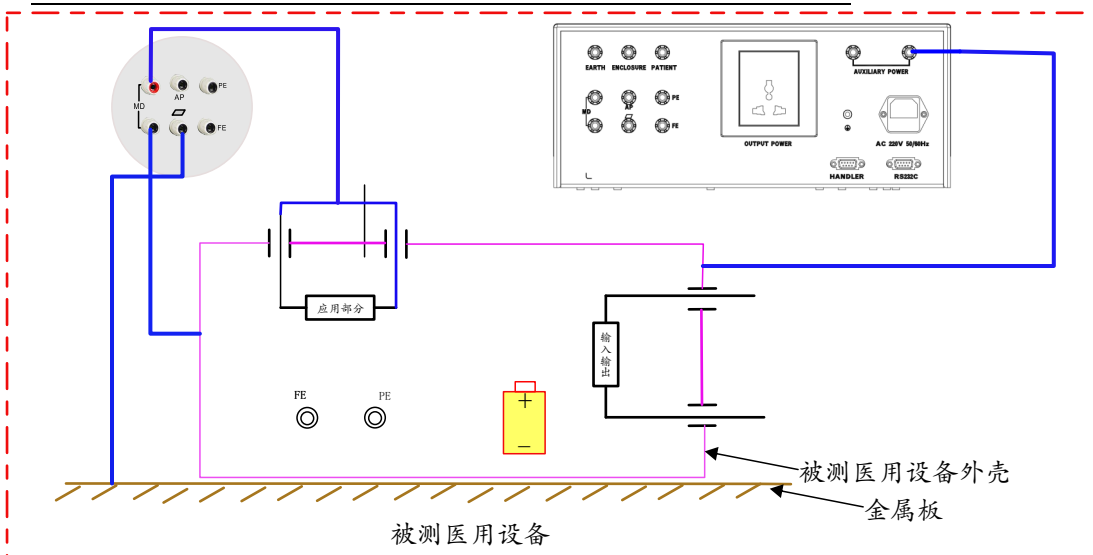 MD
AP
PE
FE
EARTH ENCLOSURE PATIENT
MD
AP
PE
FE
OUTPUT POWER
AUXILIARY POWER
AC 220V 50/60Hz
HANDLER
RS232C
应用部分
FE
PE
+
−
输入输出
被测医用设备外壳
金属板
被测医用设备